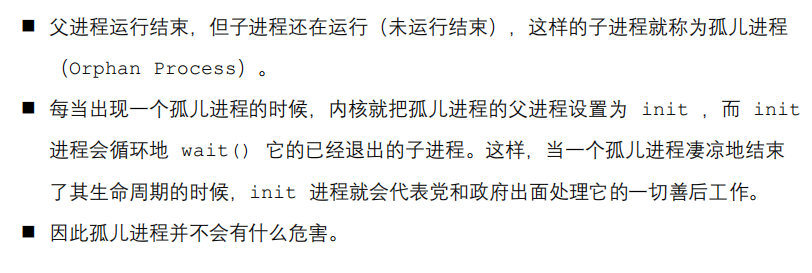 ■ 父进程运行结束，但子进程还在运行（未运行结束），这样的子进程就称为孤儿进程
（Orphan Process）。
■ 每当出现一个孤儿进程的时候，内核就把孤儿进程的父进程设置为 init ，而 init
进程会循环地 wait() 它的已经退出的子进程。这样，当一个孤儿进程凄凉地结束
了其生命周期的时候，init 进程就会代表党和政府出面处理它的一切善后工作。
■ 因此孤儿进程并不会有什么危害。